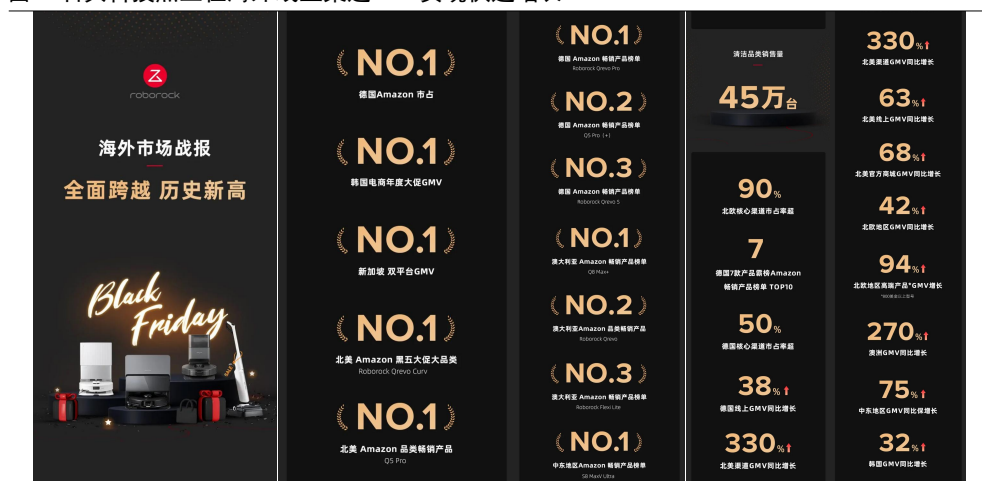 roborock
海外市场战报
全面跨越 历史新高
Black
Friday
NO.1
德国Amazon 市占
NO.1
韩国电商年度大促GMV
NO.1
新加坡 双平台GMV
NO.1
北美 Amazon 黑五大促大品类
Roborock Qrevo Curv
NO.1
北美 Amazon 品类畅销产品
Q5 Pro
NO.1
德国 Amazon 畅销产品榜单
Roborock Qrevo Pro
NO.2
德国 Amazon 畅销产品榜单
Q5 Pro (+)
NO.3
德国 Amazon 畅销产品榜单
Roborock Qrevo S
NO.1
澳大利亚 Amazon 畅销产品榜单
Q8 Max+
NO.2
澳大利亚 Amazon 品类畅销产品
Roborock Qrevo
NO.3
澳大利亚 Amazon 畅销产品榜单
Roborock Flexi Lite
NO.1
中东地区Amazon 畅销产品榜单
S8 MaxV Ultra
清洁品类销售量
45万台
90%
北欧核心渠道市占率超
7
德国7款产品霸榜Amazon
畅销产品榜单 TOP10
50%
德国核心渠道市占率超
38%↑
德国线上GMV同比增长
330%↑
北美渠道GMV同比增长
330%↑
北美渠道GMV同比增长
63%↑
北美线上GMV同比增长
68%↑
北美官方商城GMV同比增长
42%↑
北欧地区GMV同比增长
94%↑
北欧地区高端产品*GMV增长
270%↑
澳洲GMV同比增长
75%↑
中东地区GMV同比保增长
32%↑
韩国GMV同比增长